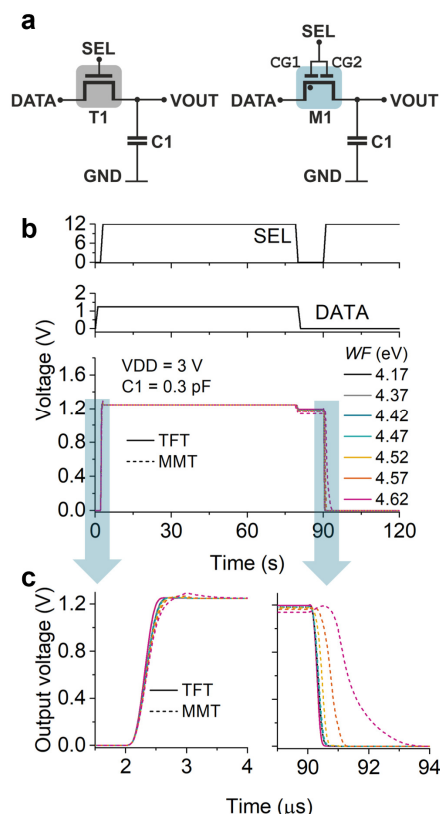 a
SEL
SEL
CG1 CG2
DATA VOUT DATA VOUT
T1 M1
C1 C1
GND GND
b
12
6
0
SEL
2
1
0
DATA
Voltage (V)
1.6
1.2
0.8
0.4
0.0
VDD = 3 V
C1 = 0.3 pF
TFT
MMT
WF (eV)
4.17
4.37
4.42
4.47
4.52
4.57
4.62
0 30 60 90 120
Time (s)
c
Output voltage (V)
1.2
0.8
0.4
0.0
TFT
MMT
2 3 4 90 92 94
Time (μs)